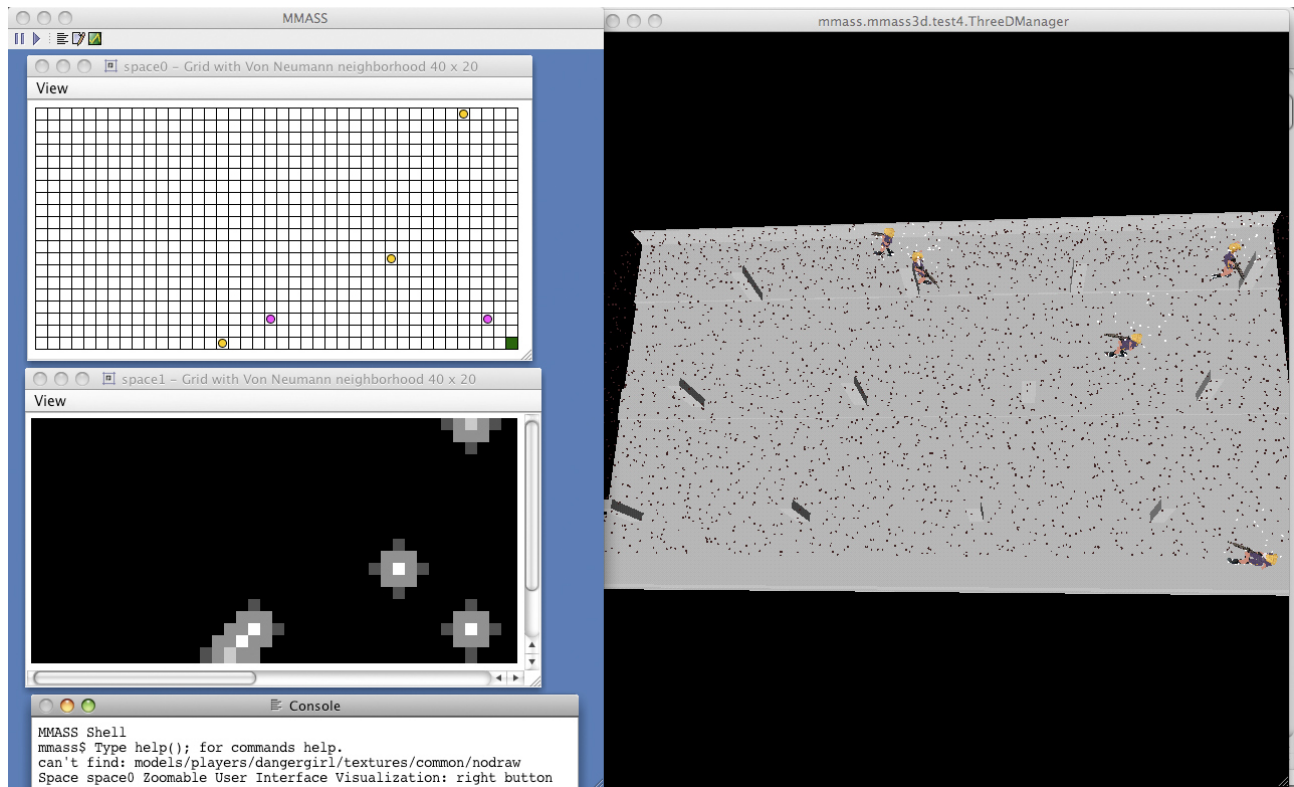 MMASS
mmass.mmass3d.test4.ThreeDManager
space0 – Grid with Von Neumann neighborhood 40 x 20
View
space1 – Grid with Von Neumann neighborhood 40 x 20
View
Console
MMASS Shell
mmass$ Type help(); for commands help.
can't find: models/players/dangergirl/textures/common/nodraw
Space space0 Zoomable User Interface Visualization: right button